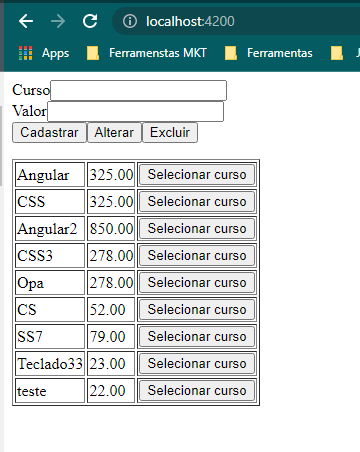 localhost:4200
Apps Ferramenstas MKT Ferramentas
Curso
Valor
Cadastrar Alterar Excluir
Angular 325.00 Selecionar curso
CSS 325.00 Selecionar curso
Angular2 850.00 Selecionar curso
CSS3 278.00 Selecionar curso
Opa 278.00 Selecionar curso
CS 52.00 Selecionar curso
SS7 79.00 Selecionar curso
Teclado33 23.00 Selecionar curso
teste 22.00 Selecionar curso